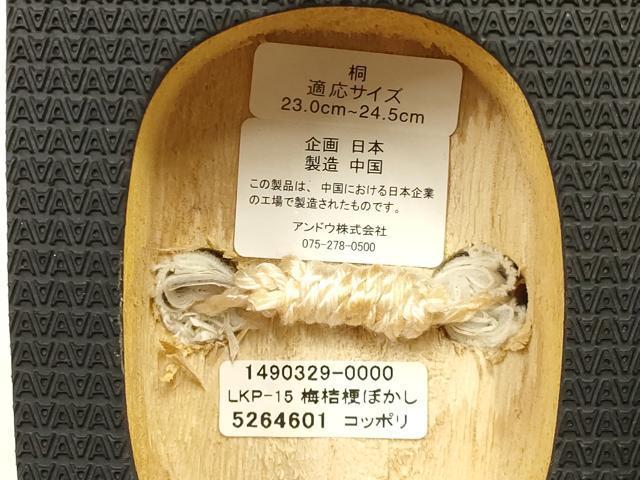 桐
適応サイズ
23.0cm~24.5cm
企画 日本
製造 中国
この製品は、中国における日本企業
の工場で製造されたものです。
アンドウ株式会社
075-278-0500
1490329-0000
LKP-15 梅桔梗ぼかし
5264601 コッポリ